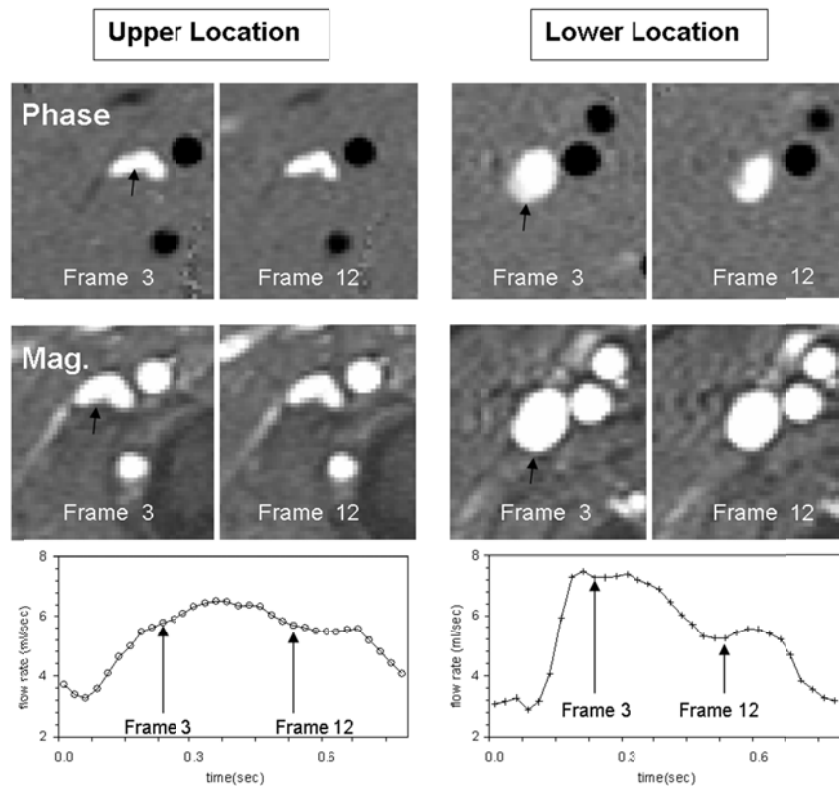 Upper Location
Lower Location
Phase
Frame 3
Frame 12
Frame 3
Frame 12
Mag.
Frame 3
Frame 12
Frame 3
Frame 12
8
6
4
2
flow rate (ml/sec)
Frame 3
Frame 12
0.0
0.3
0.6
time(sec)
8
6
4
2
flow rate (ml/sec)
Frame 3
Frame 12
0.0
0.3
0.6
time(sec)